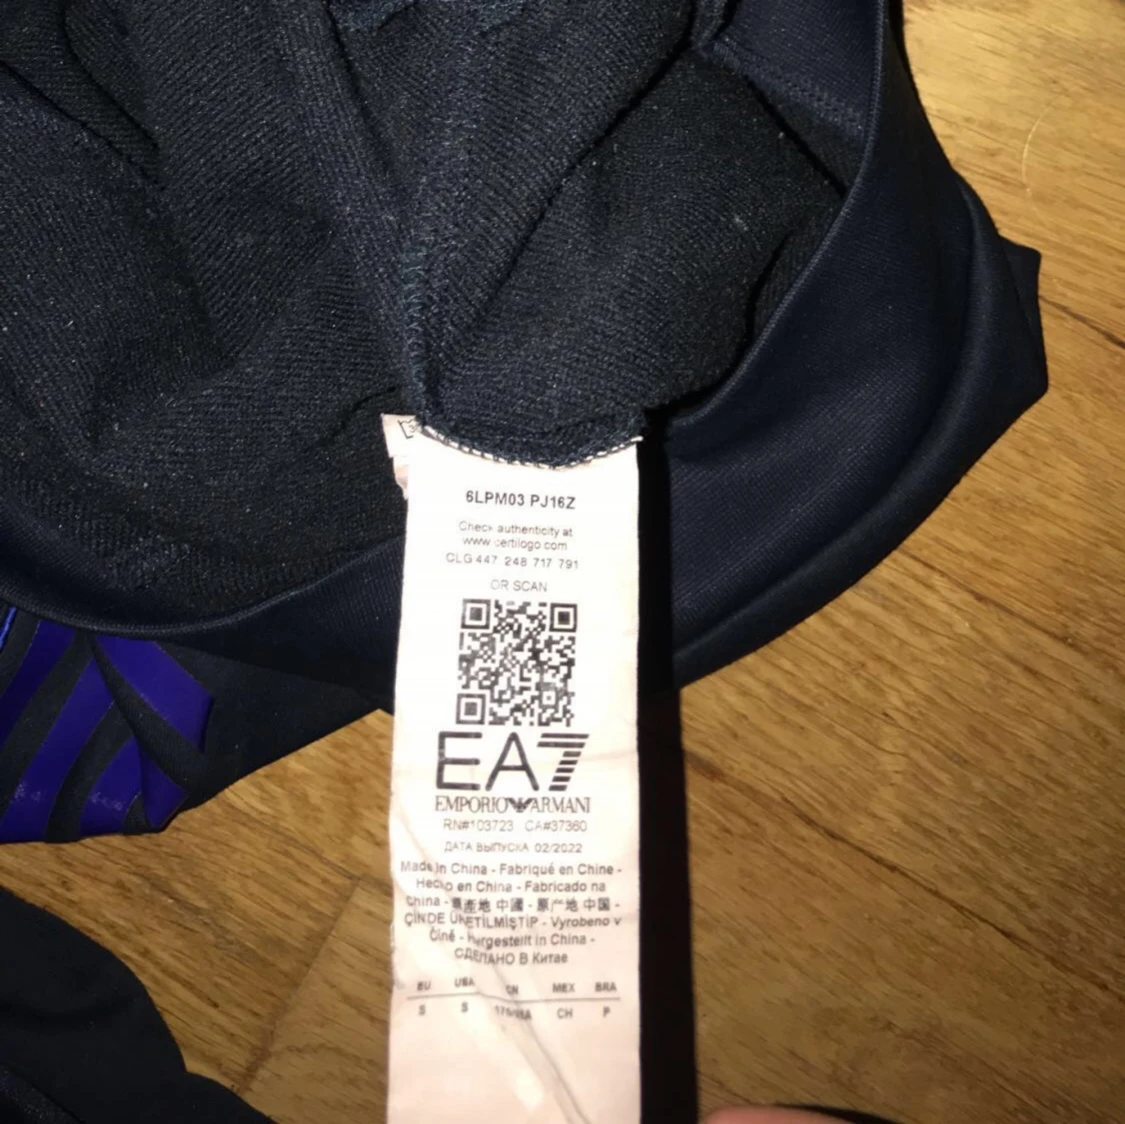 6LPM03 PJ16Z
Check authenticity at
www.certilogo.com
CLG 447 248 717 791
OR SCAN
EA7
EMPORIO ARMANI
RN#103723 CA#37360
ДАТА ВЫПУСКА 02/2022
Made in China - Fabriqué en Chine -
Hecho en China - Fabricado na
China - 原產地 中國 - 原产地 中国 -
ÇİN'DE ÜRETİLMİŞTİP - Vyrobeno v
Číně - Hergestellt in China -
СДЕЛАНО В Китае
EU USA CN MEX BRA
S S CH P